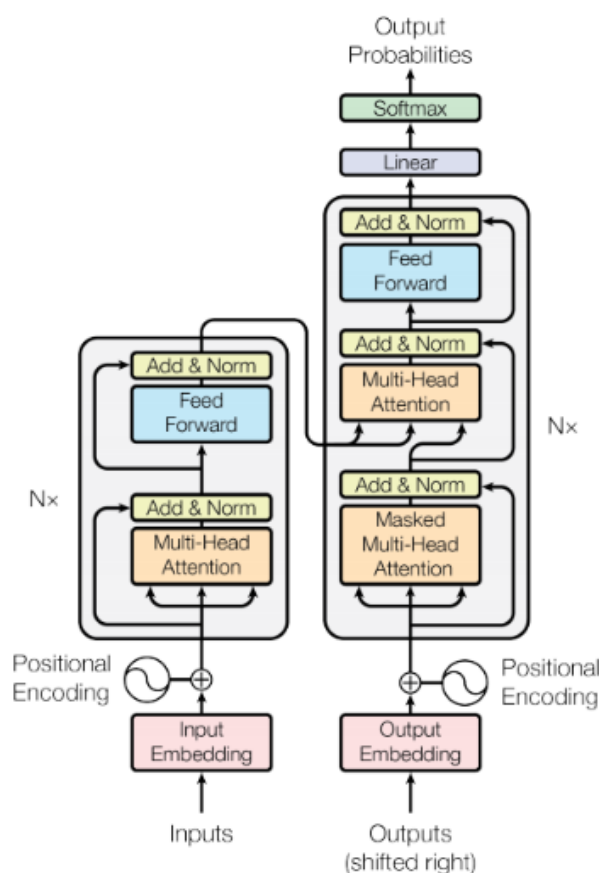 Output
Probabilities
Softmax
Linear
Add & Norm
Feed
Forward
Add & Norm
Multi-Head
Attention
Add & Norm
Masked
Multi-Head
Attention
Nx
Add & Norm
Feed
Forward
Add & Norm
Multi-Head
Attention
Nx
Positional
Encoding
Positional
Encoding
Input
Embedding
Output
Embedding
Inputs
Outputs
(shifted right)